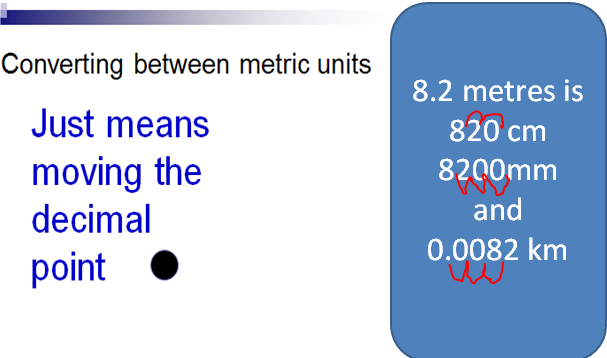 Converting between metric units
Just means
moving the
decimal
point
8.2 metres is
820 cm
8200mm
and
0.0082 km